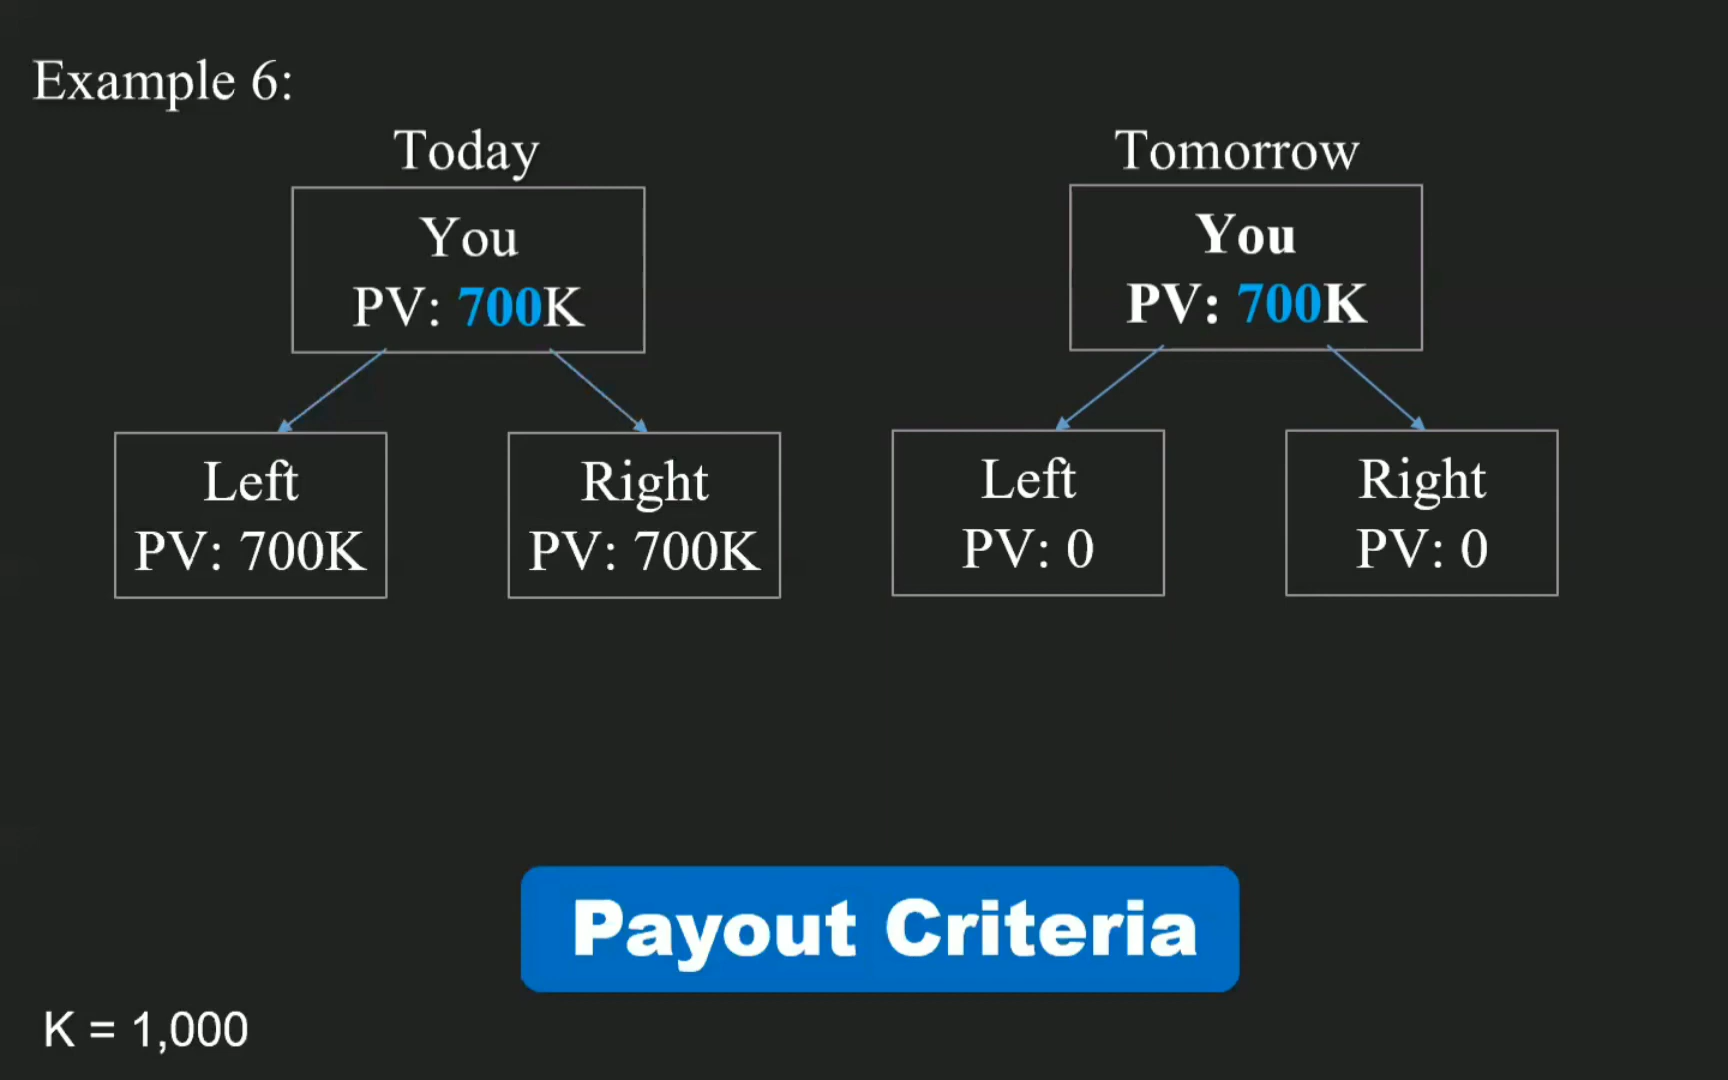 Example 6:
Today
You
PV: 700K
Left
PV: 700K
Right
PV: 700K
Tomorrow
You
PV: 700K
Left
PV: 0
Right
PV: 0
Payout Criteria
K = 1,000